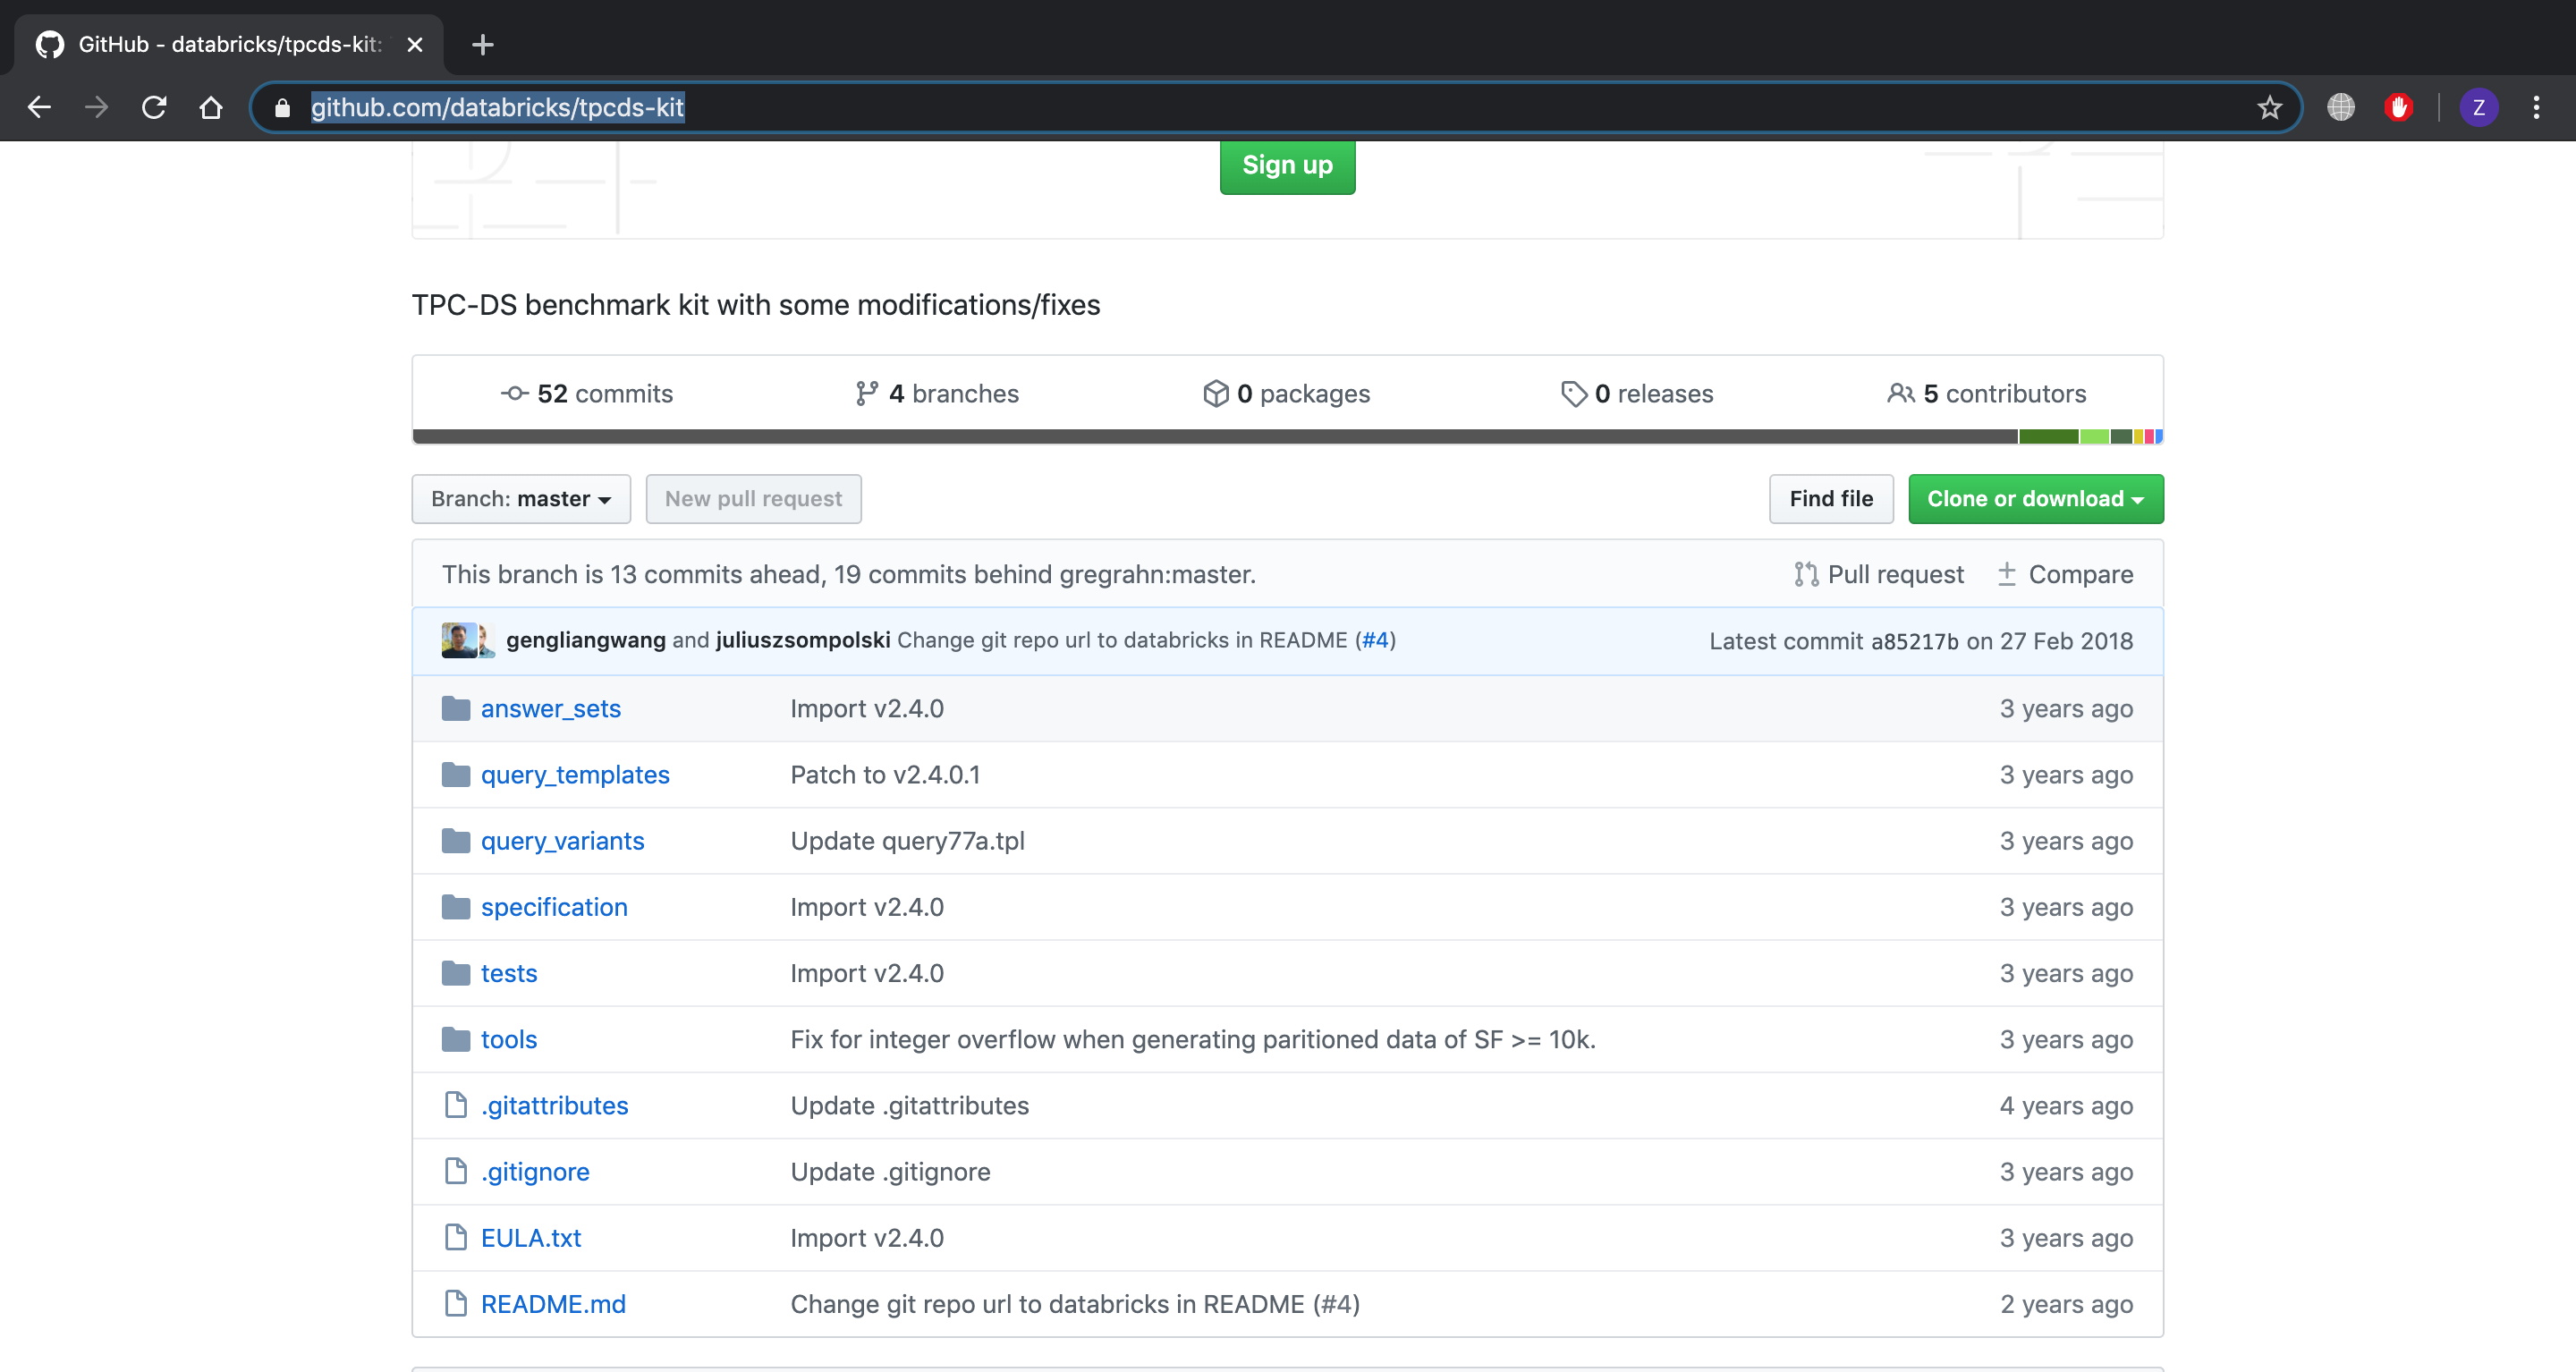 GitHub - databricks/tpcds-kit:
github.com/databricks/tpcds-kit
Z
Sign up
TPC-DS benchmark kit with some modifications/fixes
52 commits 4 branches 0 packages 0 releases 5 contributors
Branch: master New pull request Find file Clone or download
This branch is 13 commits ahead, 19 commits behind gregrahn:master. Pull request Compare
gengliangwang and juliuszsompolski Change git repo url to databricks in README (#4) Latest commit a85217b on 27 Feb 2018
answer_sets Import v2.4.0 3 years ago
query_templates Patch to v2.4.0.1 3 years ago
query_variants Update query77a.tpl 3 years ago
specification Import v2.4.0 3 years ago
tests Import v2.4.0 3 years ago
tools Fix for integer overflow when generating paritioned data of SF >= 10k. 3 years ago
.gitattributes Update .gitattributes 4 years ago
.gitignore Update .gitignore 3 years ago
EULA.txt Import v2.4.0 3 years ago
README.md Change git repo url to databricks in README (#4) 2 years ago